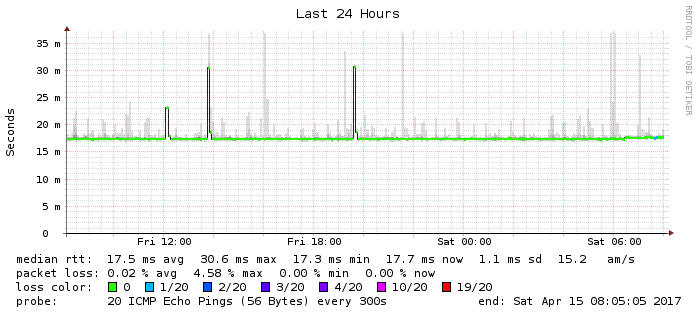 Last 24 Hours
RRDTOOL / TOBI OETIKER
Seconds
35 m
30 m
25 m
20 m
15 m
10 m
5 m
0
Fri 12:00 Fri 18:00 Sat 00:00 Sat 06:00
median rtt: 17.5 ms avg 30.6 ms max 17.3 ms min 17.7 ms now 1.1 ms sd 15.2 am/s
packet loss: 0.02 % avg 4.58 % max 0.00 % min 0.00 % now
loss color: 0 1/20 2/20 3/20 4/20 10/20 19/20
probe: 20 ICMP Echo Pings (56 Bytes) every 300s end: Sat Apr 15 08:05:05 2017